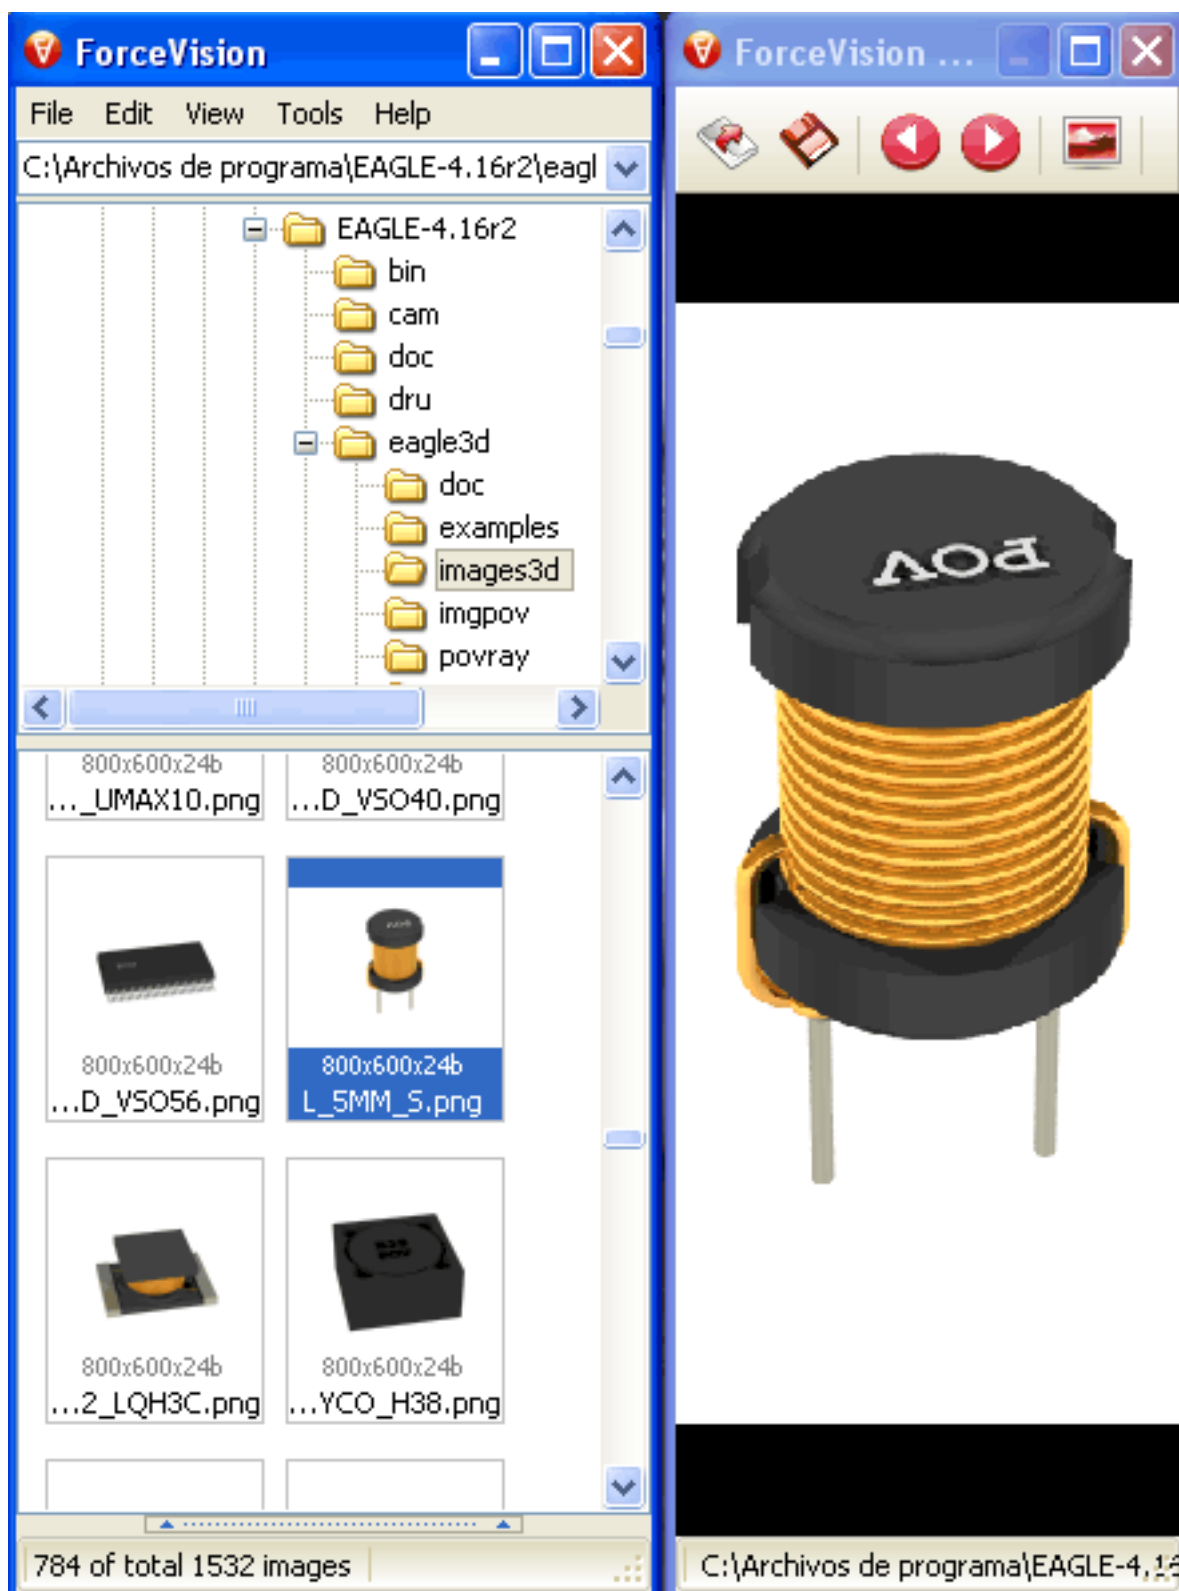 ForceVision
File Edit View Tools Help
C:\Archivos de programa\EAGLE-4.16r2\eagl
EAGLE-4.16r2
bin
cam
doc
dru
eagle3d
doc
examples
images3d
imgpov
povray
800x600x24b 800x600x24b
..._UMAX10.png ...D_VSO40.png
800x600x24b 800x600x24b
...D_VSO56.png L_5MM_S.png
800x600x24b 800x600x24b
...2_LQH3C.png ...YCO_H38.png
784 of total 1532 images
ForceVision ...
POV
C:\Archivos de programa\EAGLE-4.16